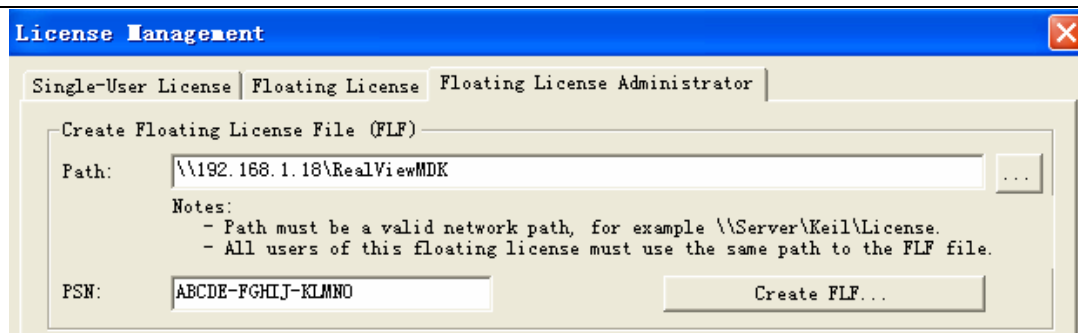 License Management
Single-User License Floating License Floating License Administrator
Create Floating License File (FLF)
Path: \\192.168.1.18\RealViewMDK ...
Notes:
- Path must be a valid network path, for example \\Server\Keil\License.
- All users of this floating license must use the same path to the FLF file.
PSN: ABCDE-FGHIJ-KLMNO Create FLF...